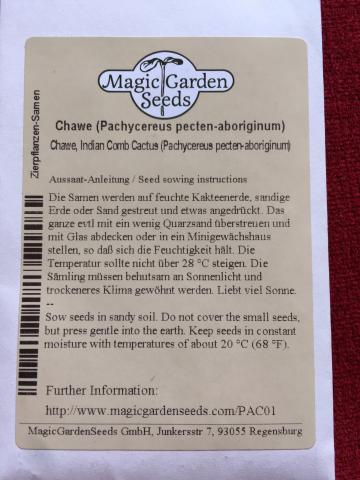 Magic Garden
Seeds
Zierpflanzen-Samen
Chawe (Pachycereus pecten-aboriginum)
Chawe, Indian Comb Cactus (Pachycereus pecten-aboriginum)
Aussaat-Anleitung / Seed sowing instructions
Die Samen werden auf feuchte Kakteenerde, sandige
Erde oder Sand gestreut und etwas angedrückt. Das
ganze evtl mit ein wenig Quarzsand überstreuen und
mit Glas abdecken oder in ein Minigewächshaus
stellen, so daß sich die Feuchtigkeit hält. Die
Temperatur sollte nicht über 28 °C steigen. Die
Sämling müssen behutsam an Sonnenlicht und
trockeneres Klima gewöhnt werden. Liebt viel Sonne.
--
Sow seeds in sandy soil. Do not cover the small seeds,
but press gentle into the earth. Keep seeds in constant
moisture with temperatures of about 20 °C (68 °F).
Further Information:
http://www.magicgardenseeds.com/PAC01
MagicGardenSeeds GmbH, Junkersstr 7, 93055 Regensburg